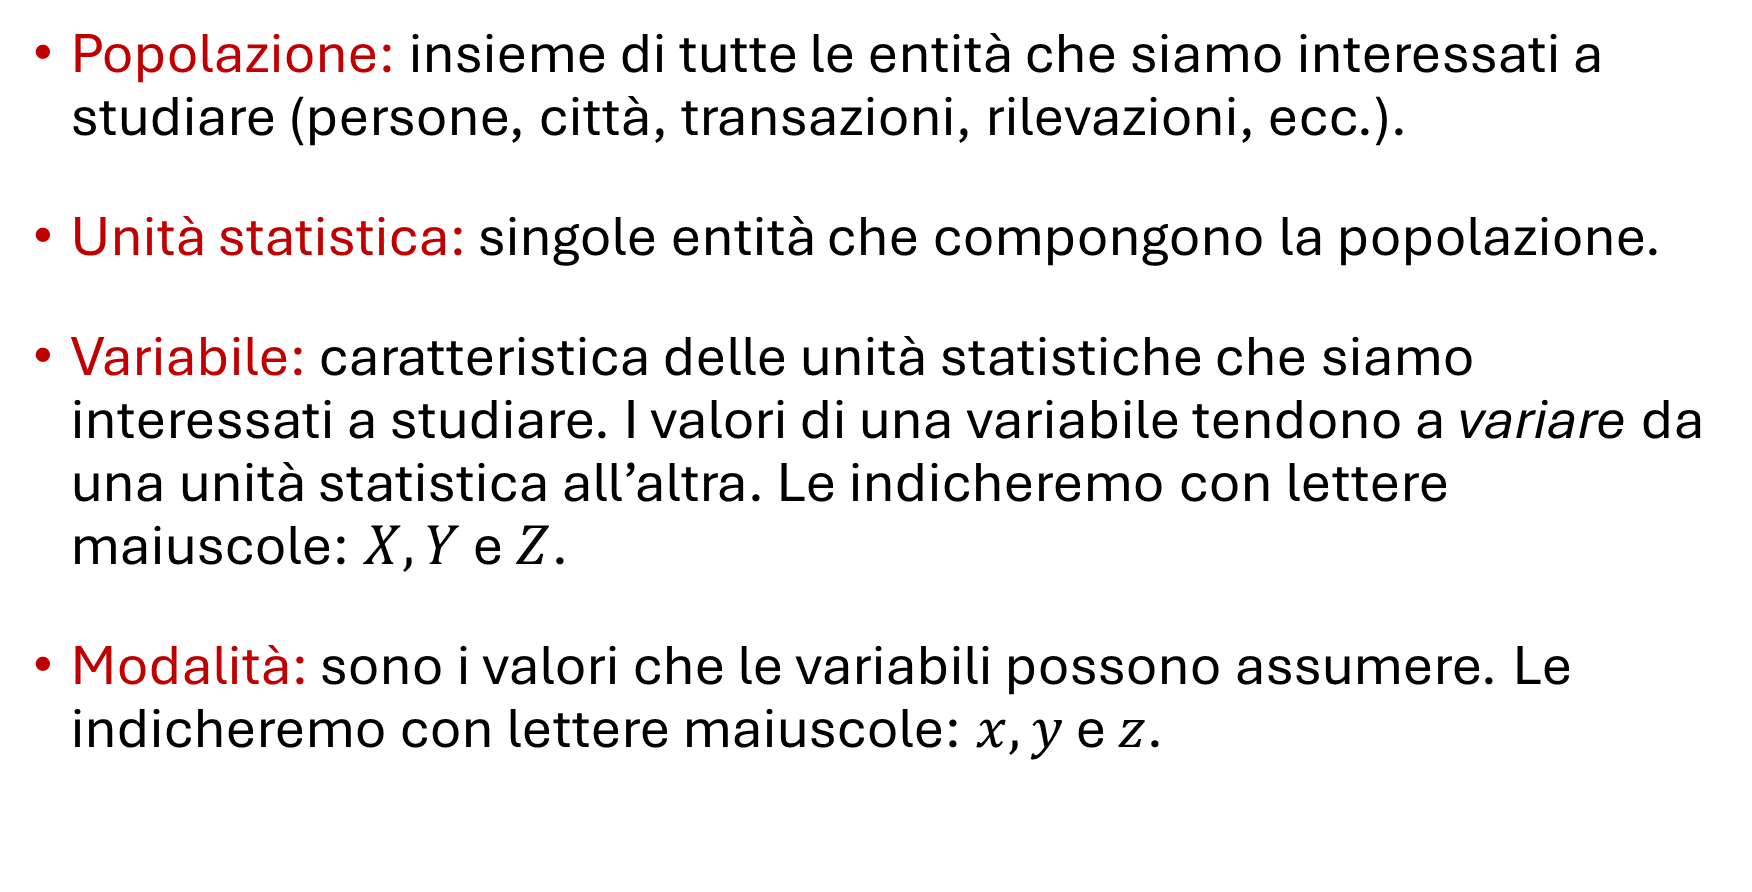 • Popolazione: insieme di tutte le entità che siamo interessati a
studiare (persone, città, transazioni, rilevazioni, ecc.).
• Unità statistica: singole entità che compongono la popolazione.
• Variabile: caratteristica delle unità statistiche che siamo
interessati a studiare. I valori di una variabile tendono a variare da
una unità statistica all’altra. Le indicheremo con lettere
maiuscole: X, Y e Z.
• Modalità: sono i valori che le variabili possono assumere. Le
indicheremo con lettere maiuscole: x, y e z.